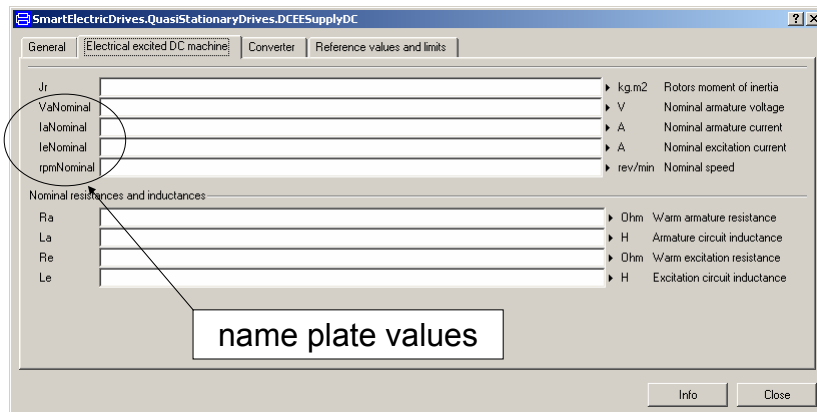 SmartElectricDrives.QuasiStationaryDrives.DCEESupplyDC
General Electrical excited DC machine Converter Reference values and limits
Jr kg.m2 Rotors moment of inertia
VaNominal V Nominal armature voltage
IaNominal A Nominal armature current
IeNominal A Nominal excitation current
rpmNominal rev/min Nominal speed
Nominal resistances and inductances
Ra Ohm Warm armature resistance
La H Armature circuit inductance
Re Ohm Warm excitation resistance
Le H Excitation circuit inductance
name plate values
Info Close